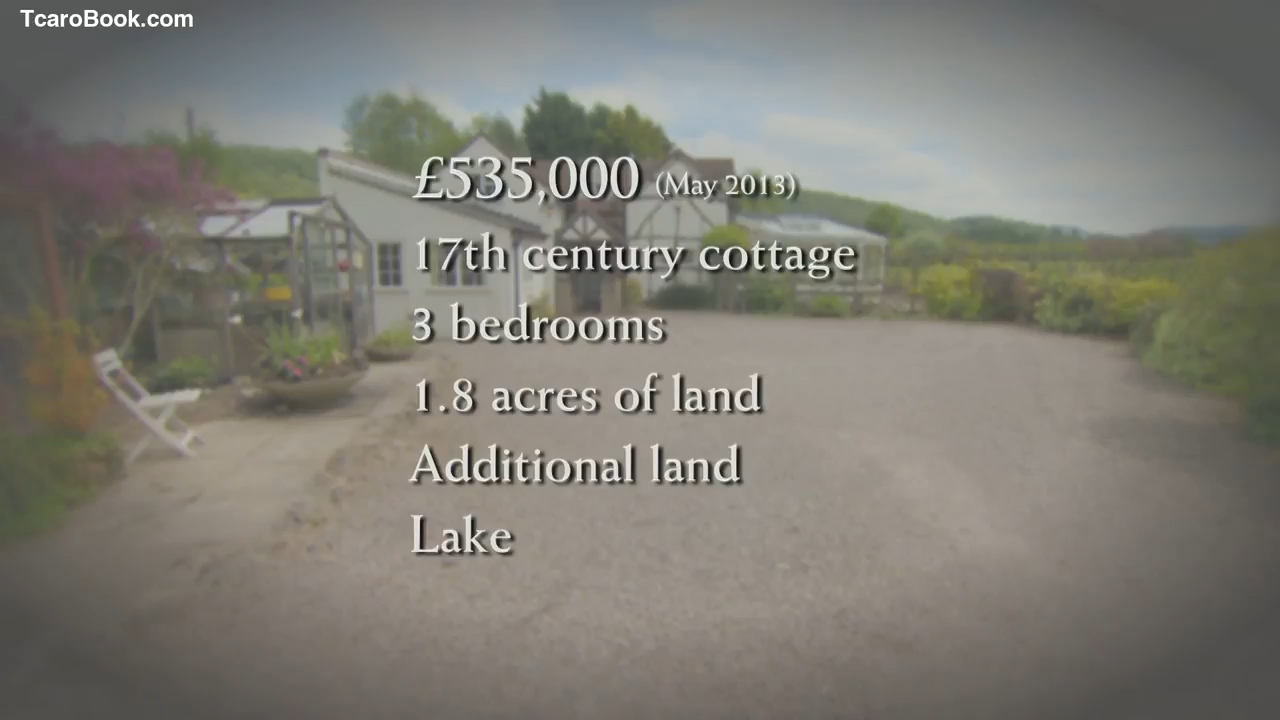 TcaroBook.com
£535,000 (May 2013)
17th century cottage
3 bedrooms
1.8 acres of land
Additional land
Lake